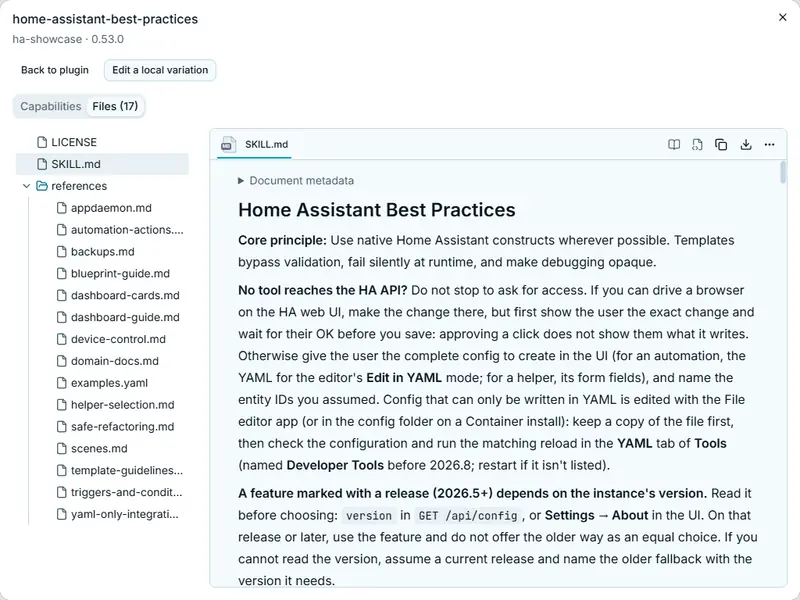 home-assistant-best-practices
ha-showcase · 0.53.0
Back to plugin
Edit a local variation
Capabilities
Files (17)
LICENSE
SKILL.md
references
appdaemon.md
automation-actions....
backups.md
blueprint-guide.md
dashboard-cards.md
dashboard-guide.md
device-control.md
domain-docs.md
examples.yaml
helper-selection.md
safe-refactoring.md
scenes.md
template-guidelines...
triggers-and-condit...
yaml-only-integrati...
SKILL.md
Document metadata
Home Assistant Best Practices
Core principle: Use native Home Assistant constructs wherever possible. Templates
bypass validation, fail silently at runtime, and make debugging opaque.
No tool reaches the HA API? Do not stop to ask for access. If you can drive a browser
on the HA web UI, make the change there, but first show the user the exact change and
wait for their OK before you save: approving a click does not show them what it writes.
Otherwise give the user the complete config to create in the UI (for an automation, the
YAML for the editor's Edit in YAML mode; for a helper, its form fields), and name the
entity IDs you assumed. Config that can only be written in YAML is edited with the File
editor app (or in the config folder on a Container install): keep a copy of the file first,
then check the configuration and run the matching reload in the YAML tab of Tools
(named Developer Tools before 2026.8; restart if it isn't listed).
A feature marked with a release (2026.5+) depends on the instance's version. Read it
before choosing: version in GET /api/config, or Settings → About in the UI. On that
release or later, use the feature and do not offer the older way as an equal choice. If you
cannot read the version, assume a current release and name the older fallback with the
version it needs.